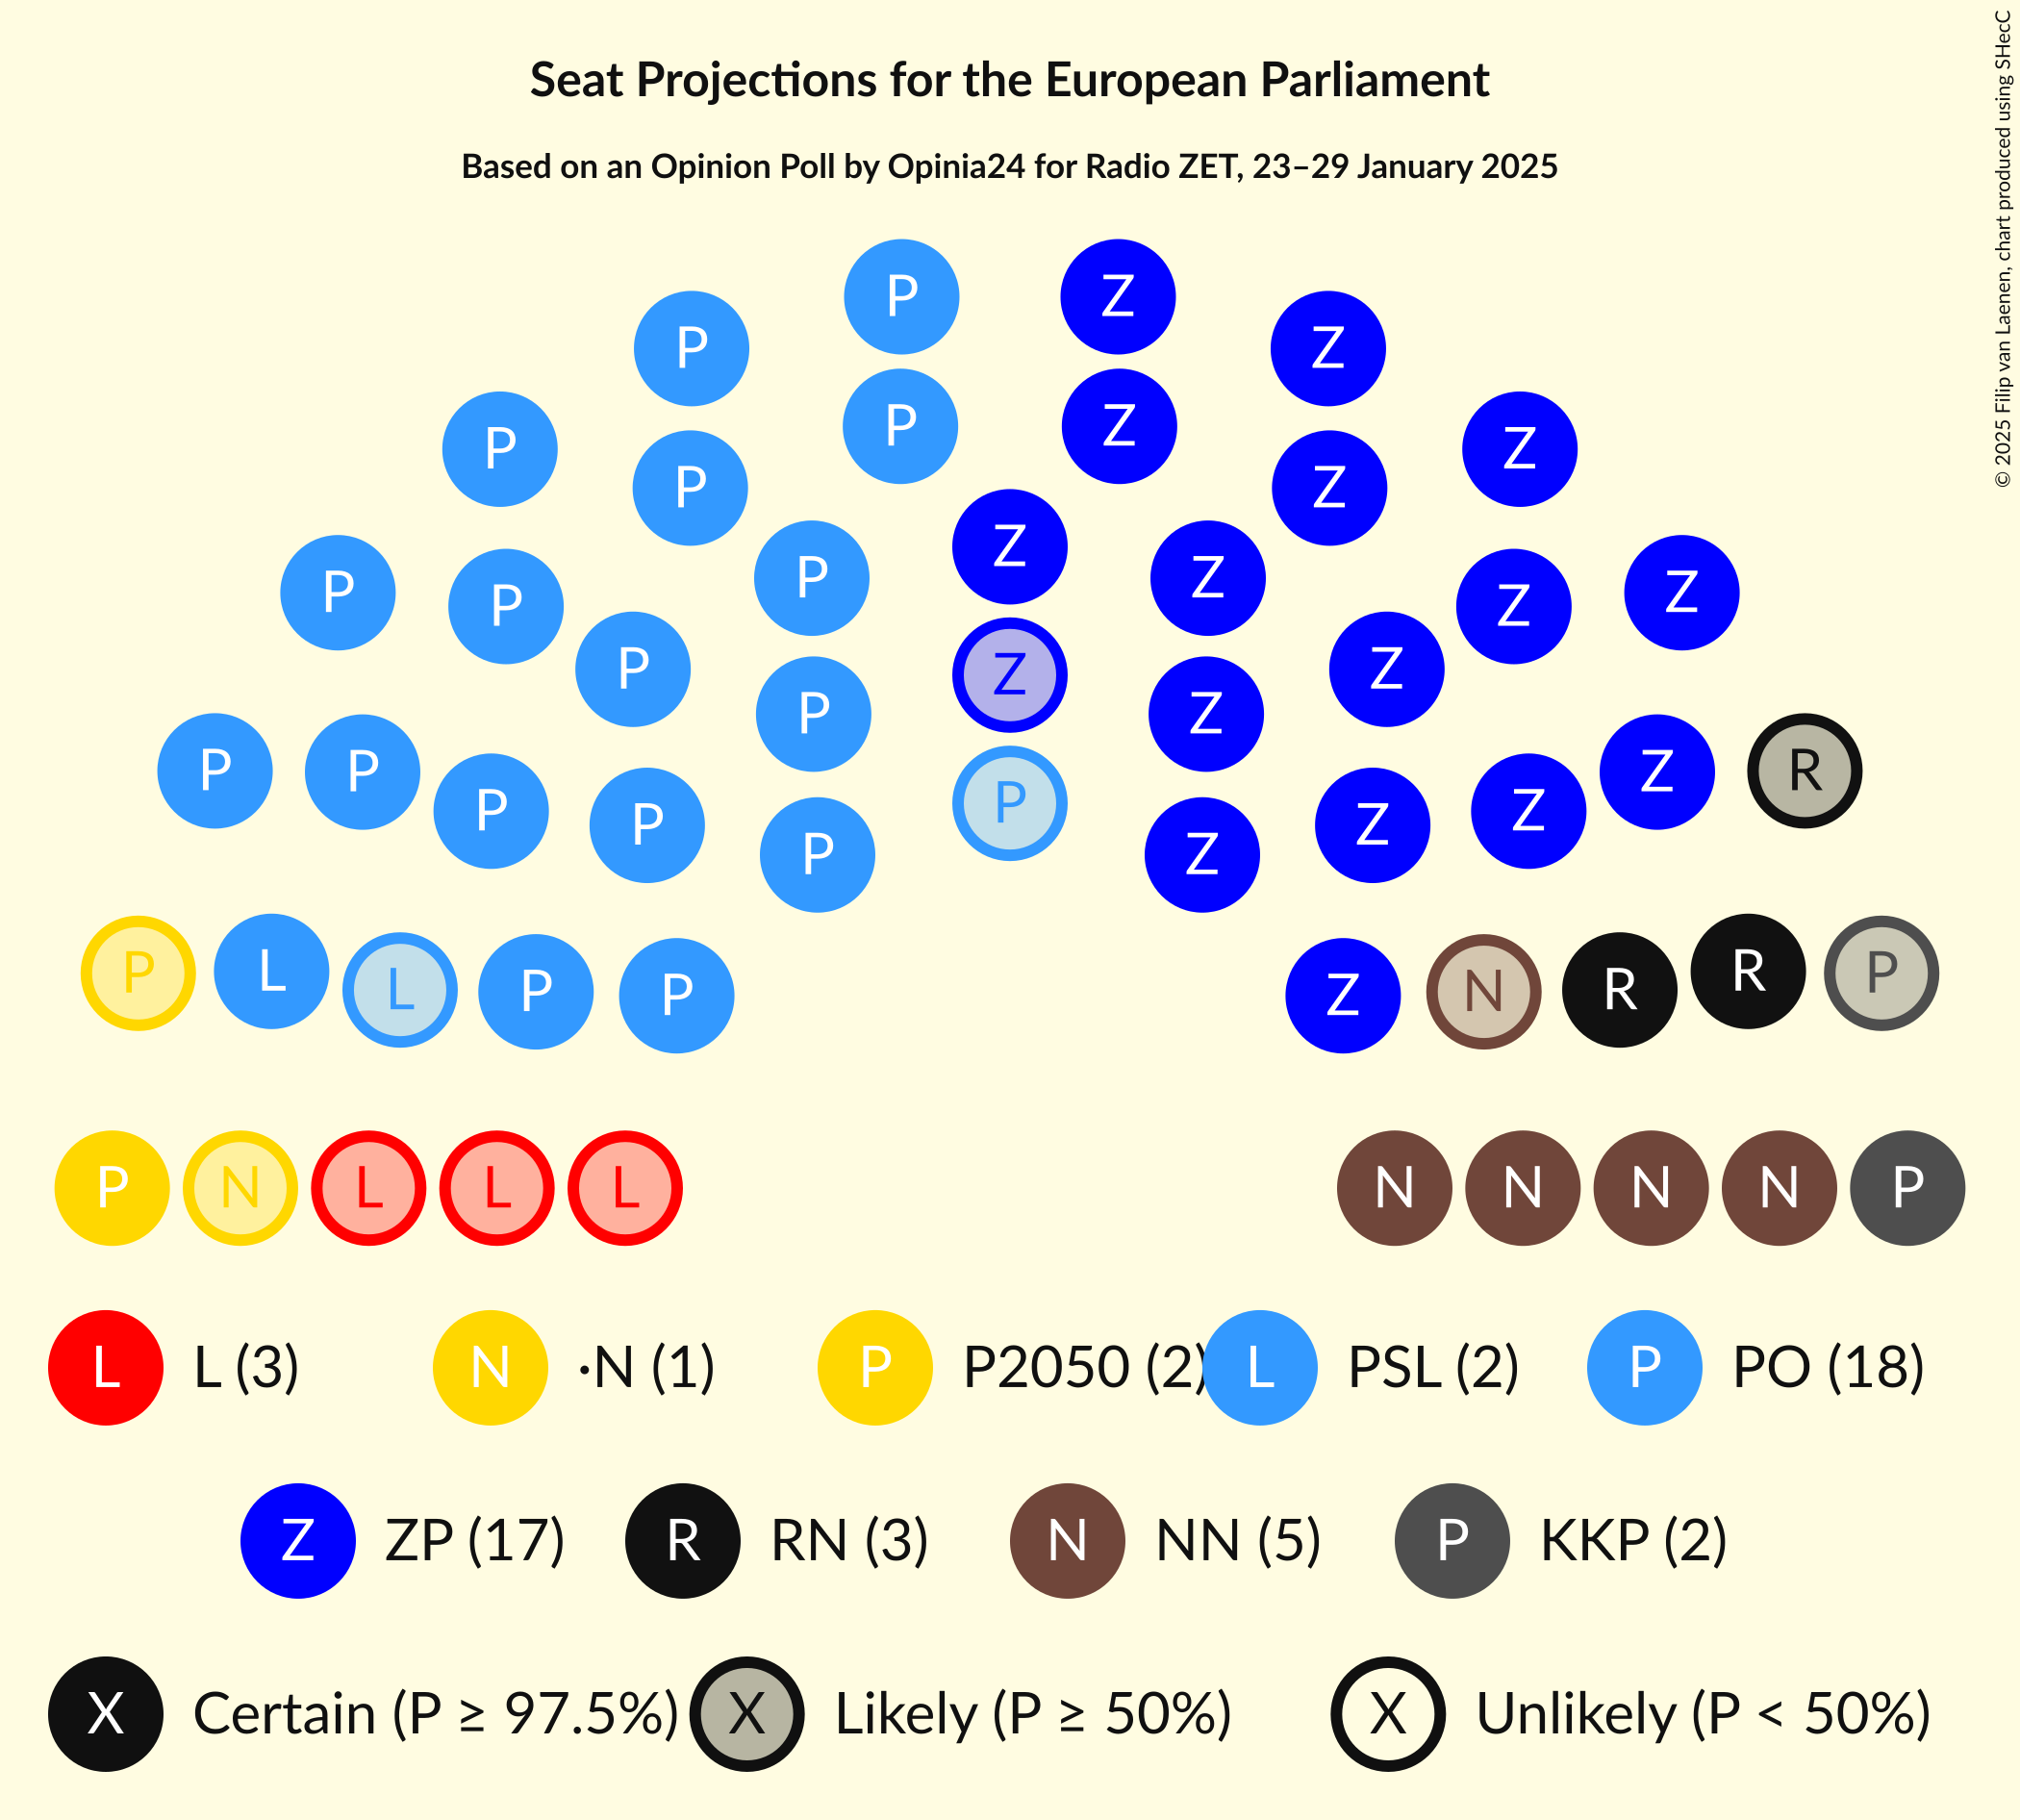 Seat Projections for the European Parliament
Based on an Opinion Poll by Opinia24 for Radio ZET, 23–29 January 2025
© 2025 Filip van Laenen, chart produced using SHecC
P Z
P Z
P Z
P Z
P Z
P Z
Z
P Z
P Z
P Z
P Z
Z
P Z
P P Z R
P
P Z
P Z
P Z
P L L P P Z N R R P
P N L L L N N N N P
L L (3) N ·N (1) P P2050 (2) L PSL (2) P PO (18)
Z ZP (17) R RN (3) N NN (5) P KKP (2)
X Certain (P ≥ 97.5%) X Likely (P ≥ 50%) X Unlikely (P < 50%)